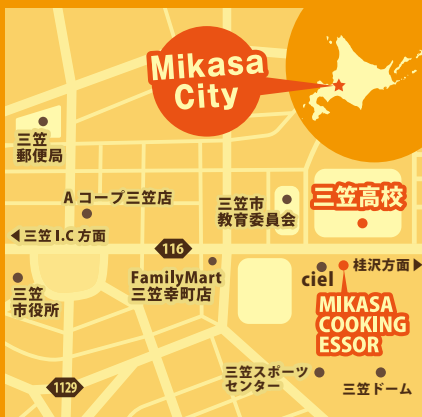 Mikasa
City
三笠
郵便局
A コープ三笠店
三笠市
教育委員会
三笠高校
三笠 I.C 方面
116
桂沢方面
FamilyMart
三笠幸町店
ciel
三笠
市役所
MIKASA
COOKING
ESSOR
三笠スポーツ
センター
三笠ドーム
1129